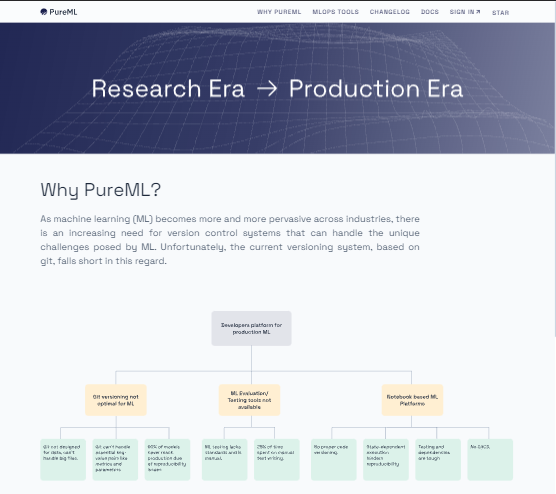 PureML
WHY PUREML MLOPS TOOLS CHANGELOG DOCS SIGN IN STAR
Research Era → Production Era
Why PureML?
As machine learning (ML) becomes more and more pervasive across industries, there
is an increasing need for version control systems that can handle the unique
challenges posed by ML. Unfortunately, the current versioning system, based on
git, falls short in this regard.
Developers platform for
production ML
Git versioning not
optimal for ML
ML Evaluation/
Testing tools not
available
Notebook based ML
Platforms
Git not designed
for data, can't
handle big files.
Git can't handle
essential key-
value pairs like
metrics and
parameters
of models
never reach
production due
of reproducibility
issues
ML testing lacks
standards and is
manual.
25% of time
spent on manual
test writing.
No proper code
versioning.
State-dependent
execution
hinders
reproducibility
Testing and
dependencies
are tough
No CI/CD.